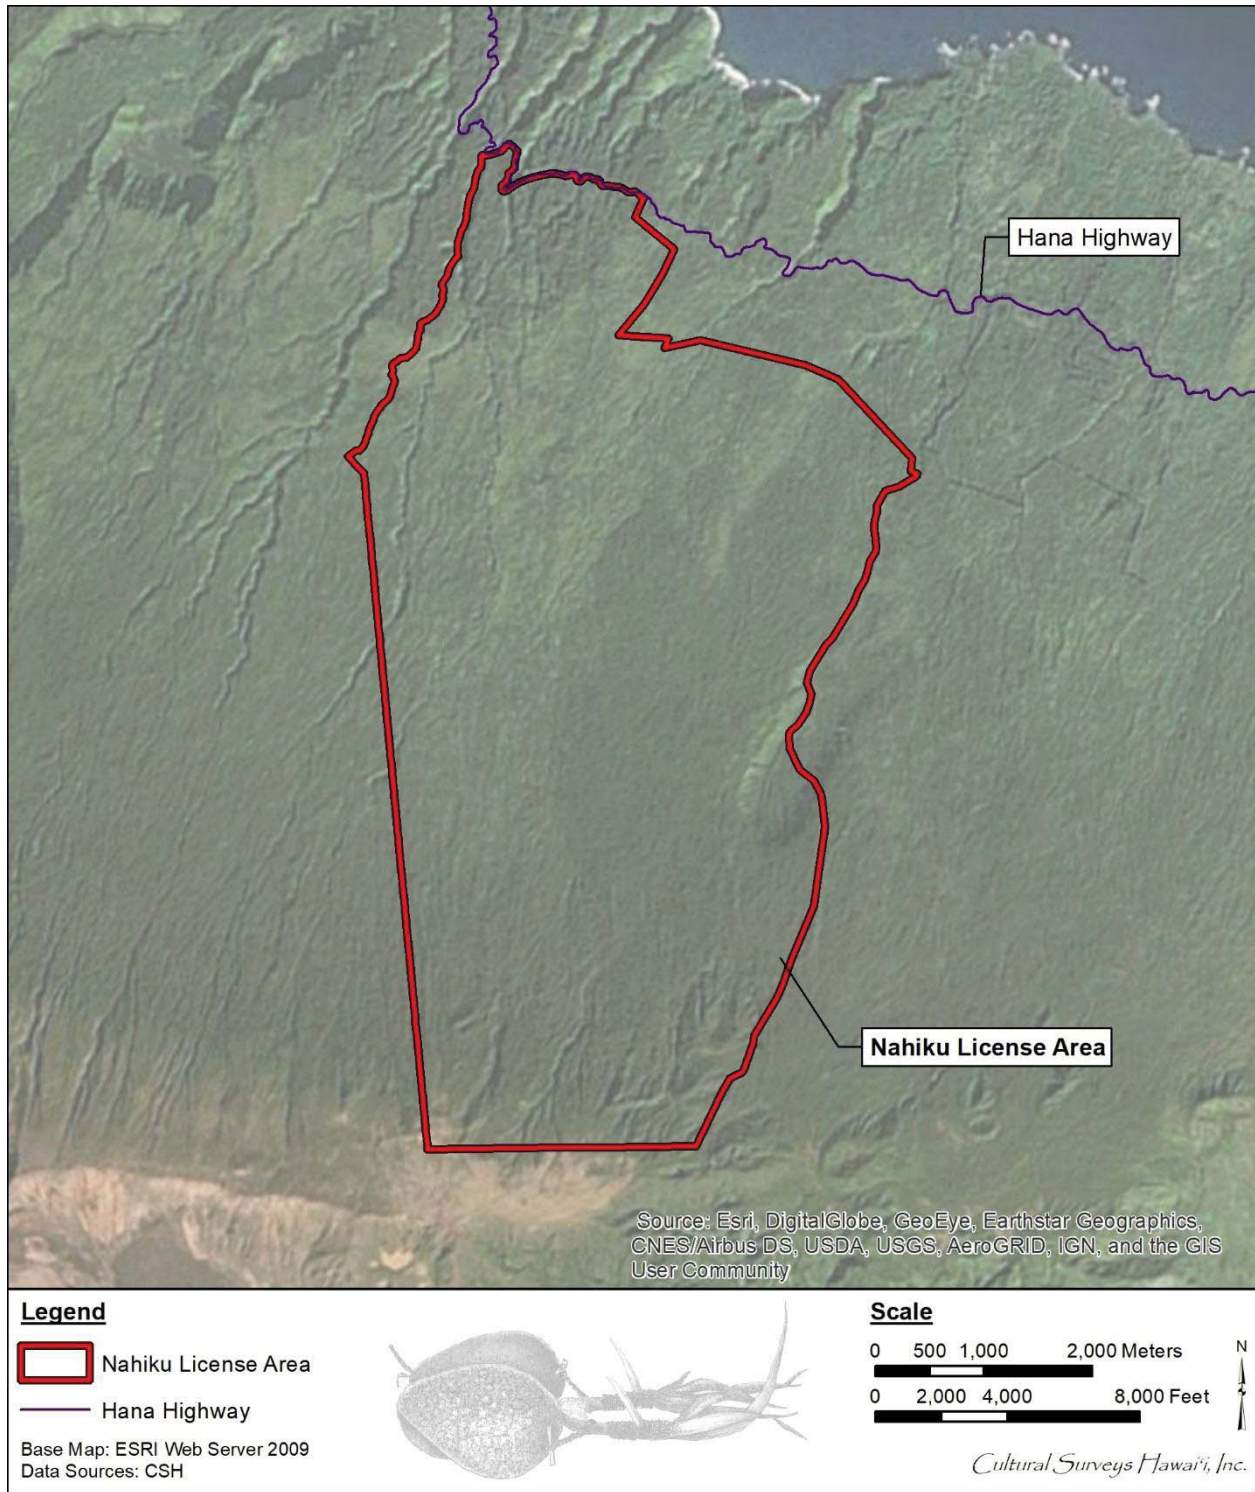 Hana Highway
Nahiku License Area
Source: Esri, DigitalGlobe, GeoEye, Earthstar Geographics,
CNES/Airbus DS, USDA, USGS, AeroGRID, IGN, and the GIS
User Community
Legend
Nahiku License Area
Hana Highway
Base Map: ESRI Web Server 2009
Data Sources: CSH
Scale
0 500 1,000 2,000 Meters
0 2,000 4,000 8,000 Feet
N
Cultural Surveys Hawai‘i, Inc.